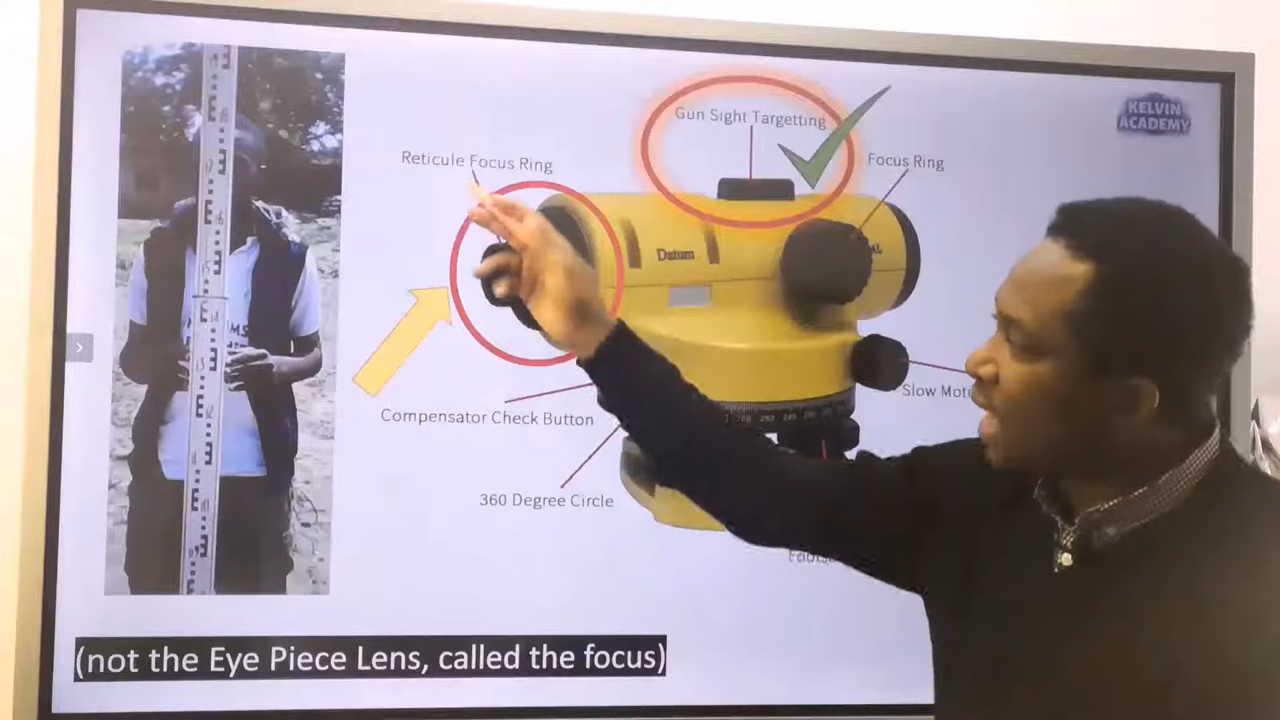 KELVIN
ACADEMY
Gun Sight Targetting
Reticule Focus Ring
Focus Ring
Datum
Slow
Compensator Check Button
360 Degree Circle
(not the Eye Piece Lens, called the focus)